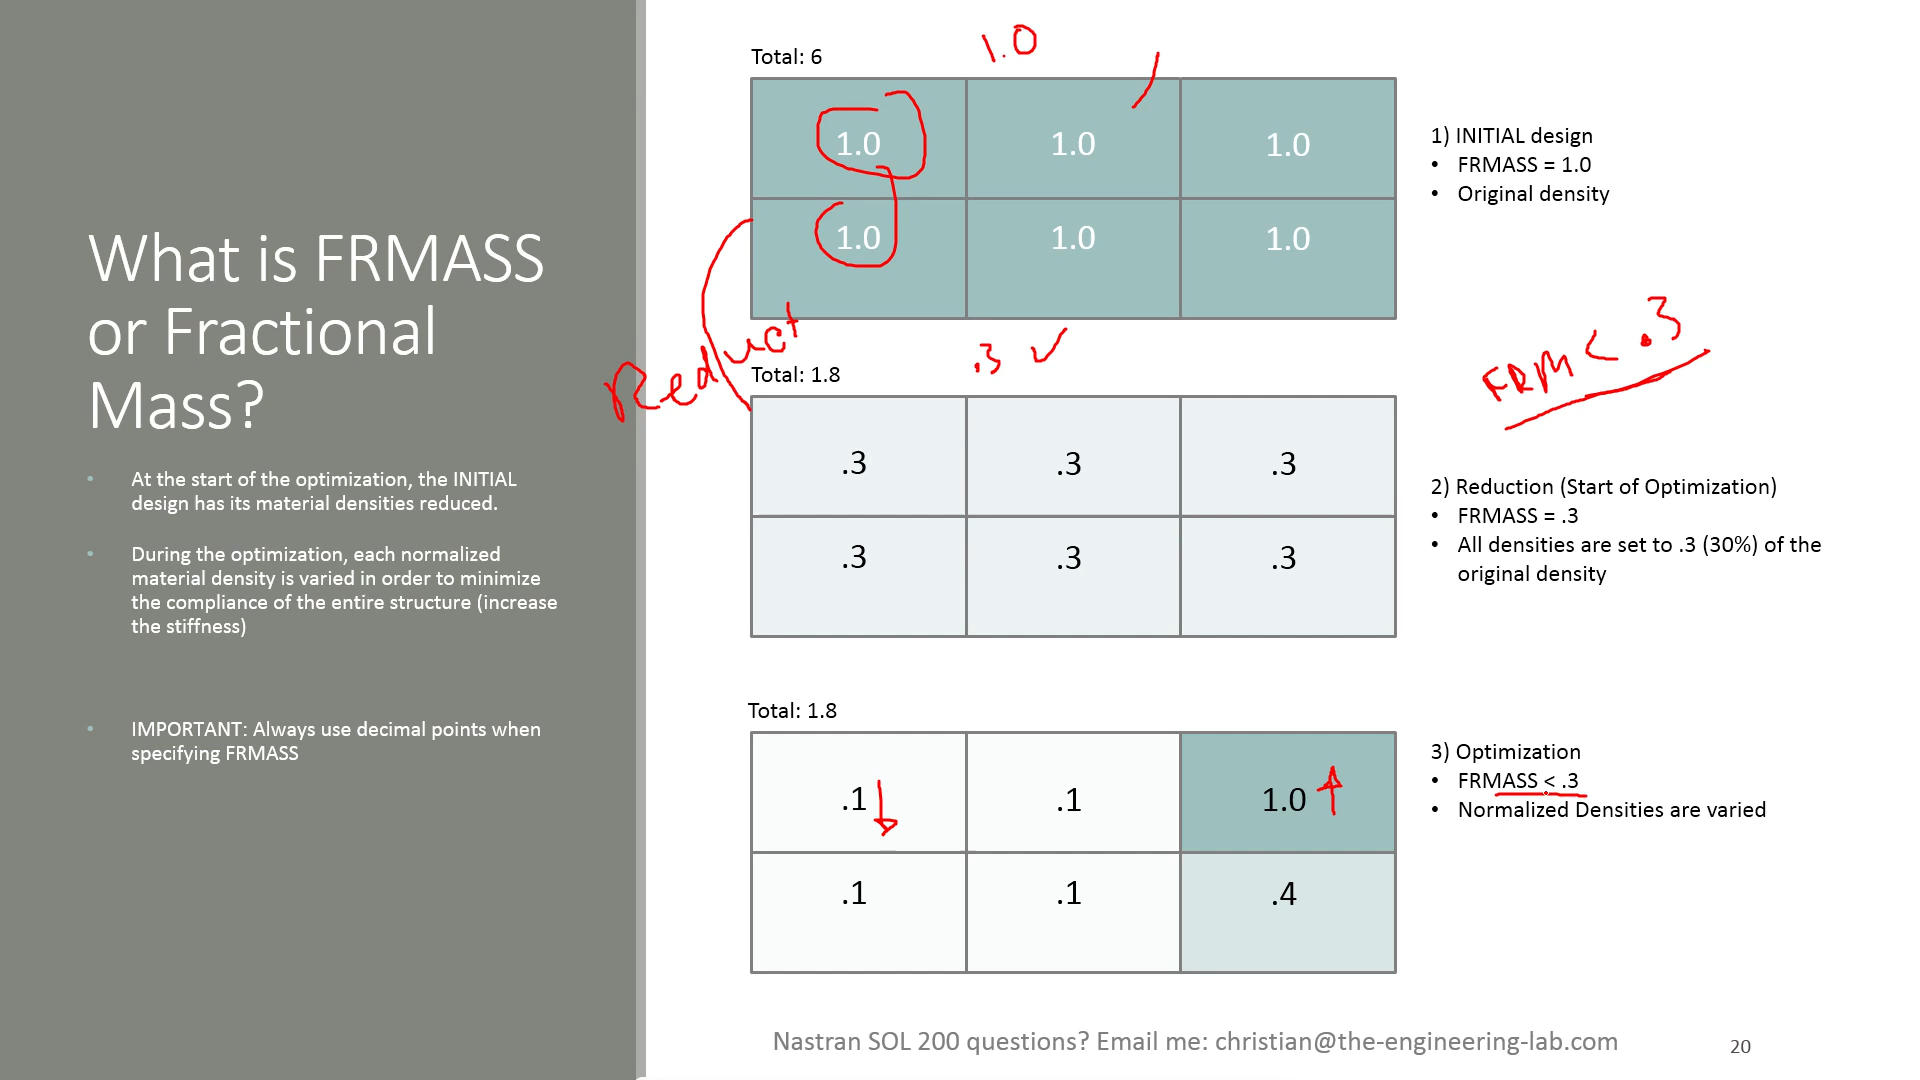 What is FRMASS
or Fractional
Mass?
• At the start of the optimization, the INITIAL
design has its material densities reduced.
• During the optimization, each normalized
material density is varied in order to minimize
the compliance of the entire structure (increase
the stiffness)
• IMPORTANT: Always use decimal points when
specifying FRMASS
1.0
Total: 6
1.0 1.0 1.0
1.0 1.0 1.0
1) INITIAL design
• FRMASS = 1.0
• Original density
Reduct
.3 ✓
FRM < .3
Total: 1.8
.3 .3 .3
.3 .3 .3
2) Reduction (Start of Optimization)
• FRMASS = .3
• All densities are set to .3 (30%) of the
original density
Total: 1.8
.1 .1 1.0
.1 .1 .4
3) Optimization
• FRMASS < .3
• Normalized Densities are varied
Nastran SOL 200 questions? Email me: christian@the-engineering-lab.com
20